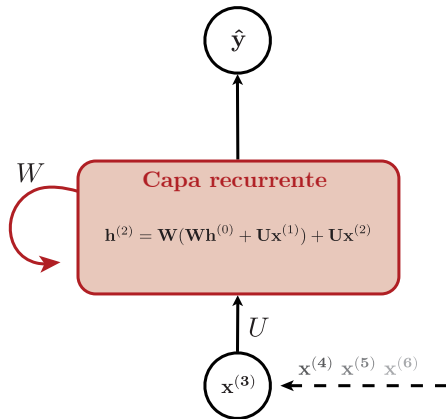 ŷ
W
Capa recurrente
h^(2) = W(Wh^(0) + Ux^(1)) + Ux^(2)
U
x^(4) x^(5) x^(6)
x^(3)